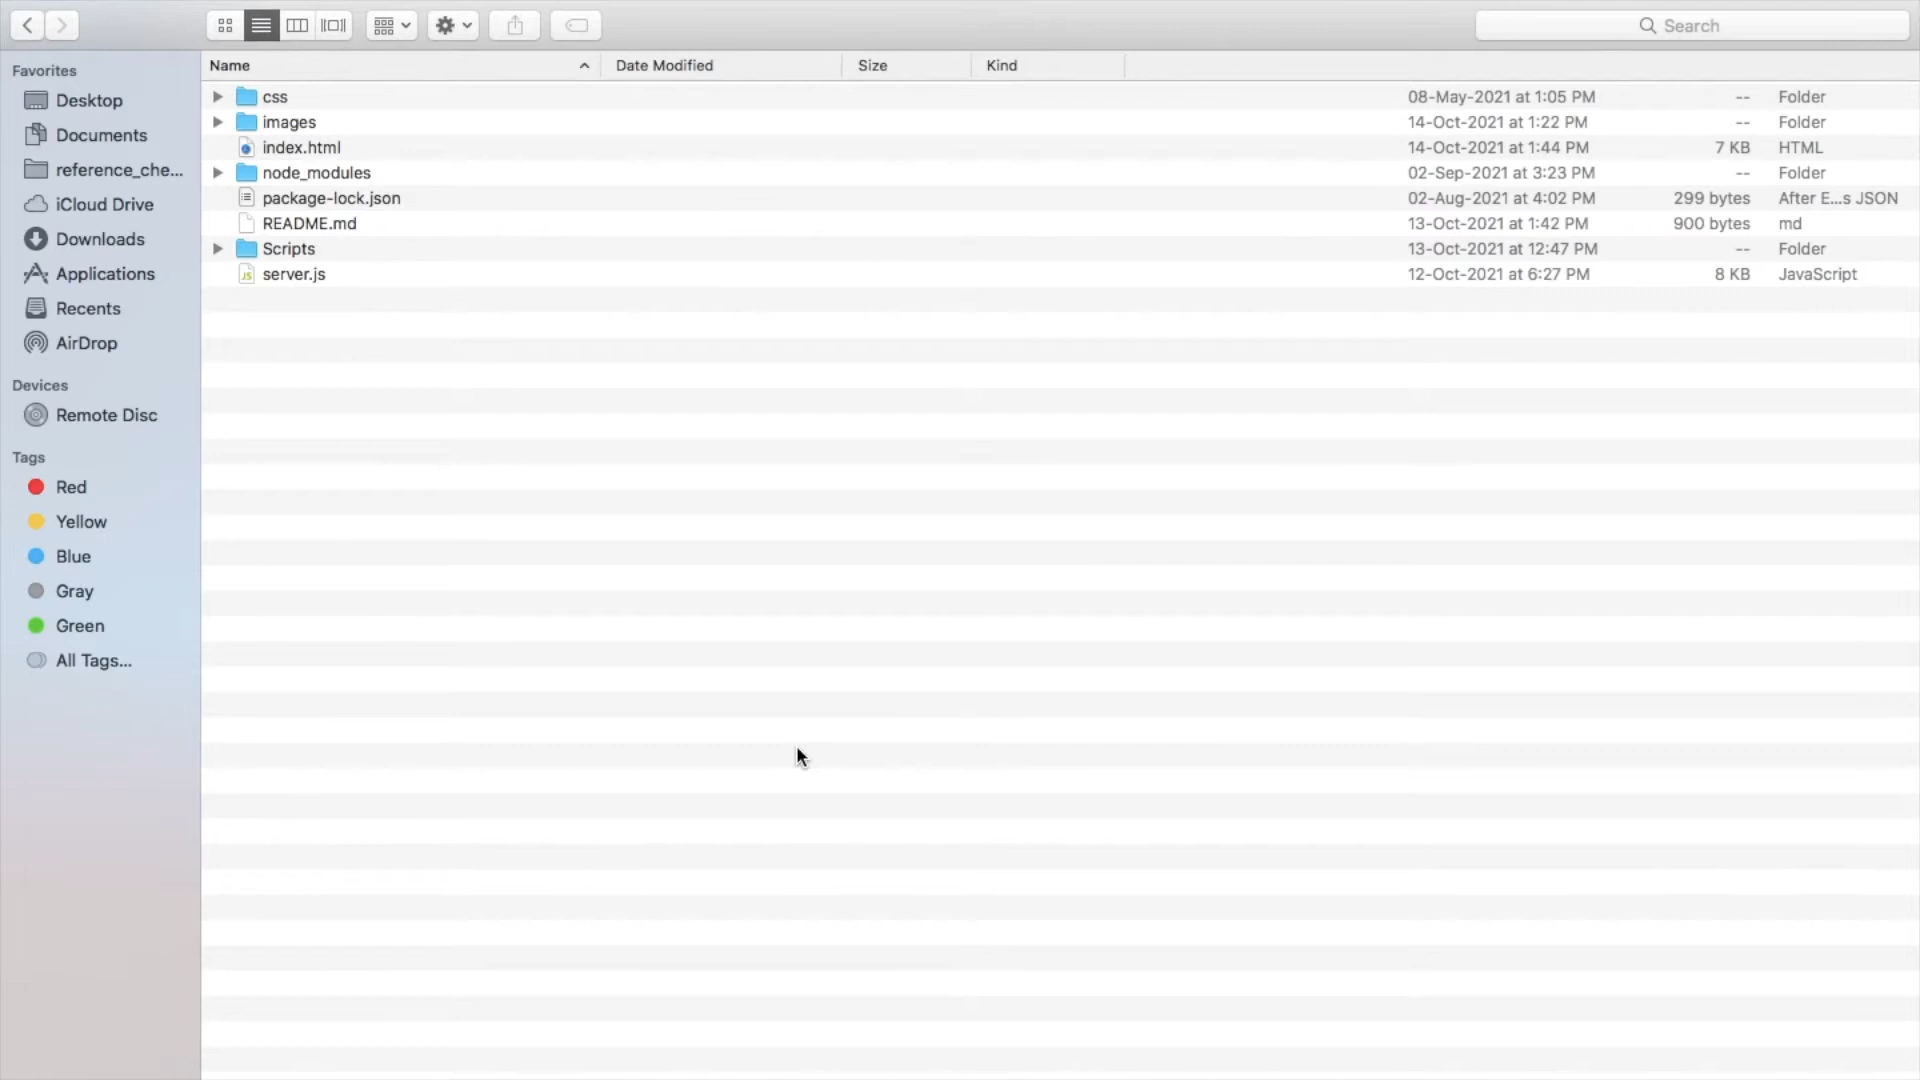 Search
Favorites
Desktop
Documents
reference_che...
iCloud Drive
Downloads
Applications
Recents
AirDrop
Devices
Remote Disc
Tags
Red
Yellow
Blue
Gray
Green
All Tags...
Name Date Modified Size Kind
css 08-May-2021 at 1:05 PM -- Folder
images 14-Oct-2021 at 1:22 PM -- Folder
index.html 14-Oct-2021 at 1:44 PM 7 KB HTML
node_modules 02-Sep-2021 at 3:23 PM -- Folder
package-lock.json 02-Aug-2021 at 4:02 PM 299 bytes After E...s JSON
README.md 13-Oct-2021 at 1:42 PM 900 bytes md
Scripts 13-Oct-2021 at 12:47 PM -- Folder
server.js 12-Oct-2021 at 6:27 PM 8 KB JavaScript